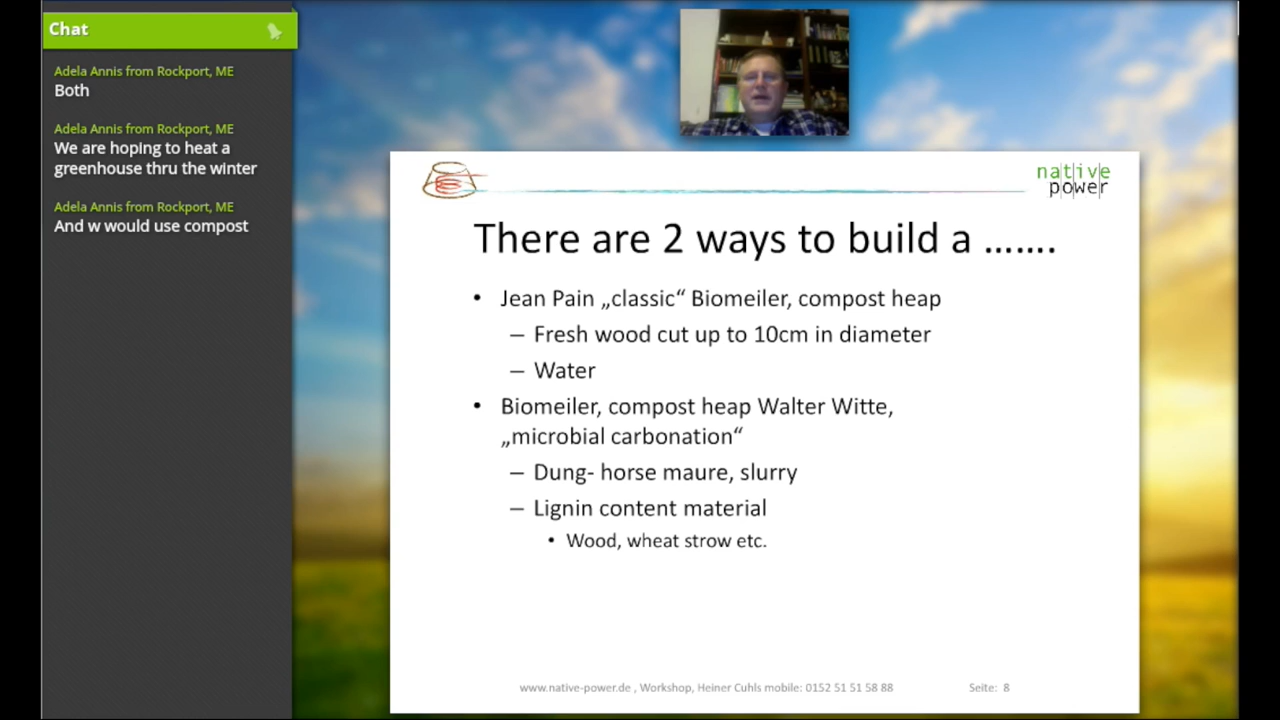 Chat
Adela Annis from Rockport, ME
Both
Adela Annis from Rockport, ME
We are hoping to heat a
greenhouse thru the winter
Adela Annis from Rockport, ME
And w would use compost
native
power
There are 2 ways to build a …….
• Jean Pain „classic“ Biomeiler, compost heap
– Fresh wood cut up to 10cm in diameter
– Water
• Biomeiler, compost heap Walter Witte,
„microbial carbonation“
– Dung- horse maure, slurry
– Lignin content material
• Wood, wheat strow etc.
www.native-power.de , Workshop, Heiner Cuhls mobile: 0152 51 51 58 88 Seite: 8